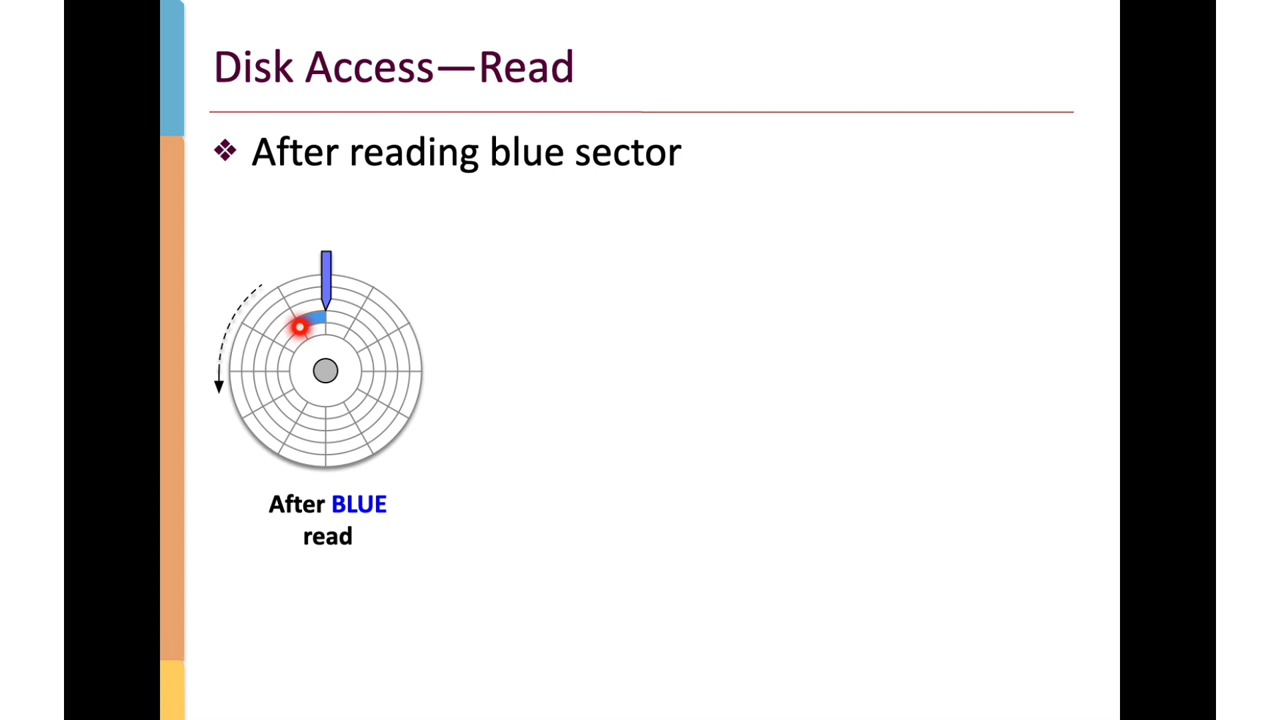 Disk Access—Read
❖ After reading blue sector
After BLUE
read